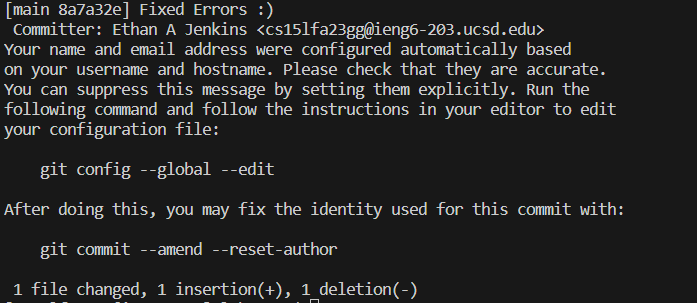 [main 8a7a32e] Fixed Errors :)
 Committer: Ethan A Jenkins <cs15lfa23gg@ieng6-203.ucsd.edu>
Your name and email address were configured automatically based
on your username and hostname. Please check that they are accurate.
You can suppress this message by setting them explicitly. Run the
following command and follow the instructions in your editor to edit
your configuration file:

    git config --global --edit

After doing this, you may fix the identity used for this commit with:

    git commit --amend --reset-author

 1 file changed, 1 insertion(+), 1 deletion(-)